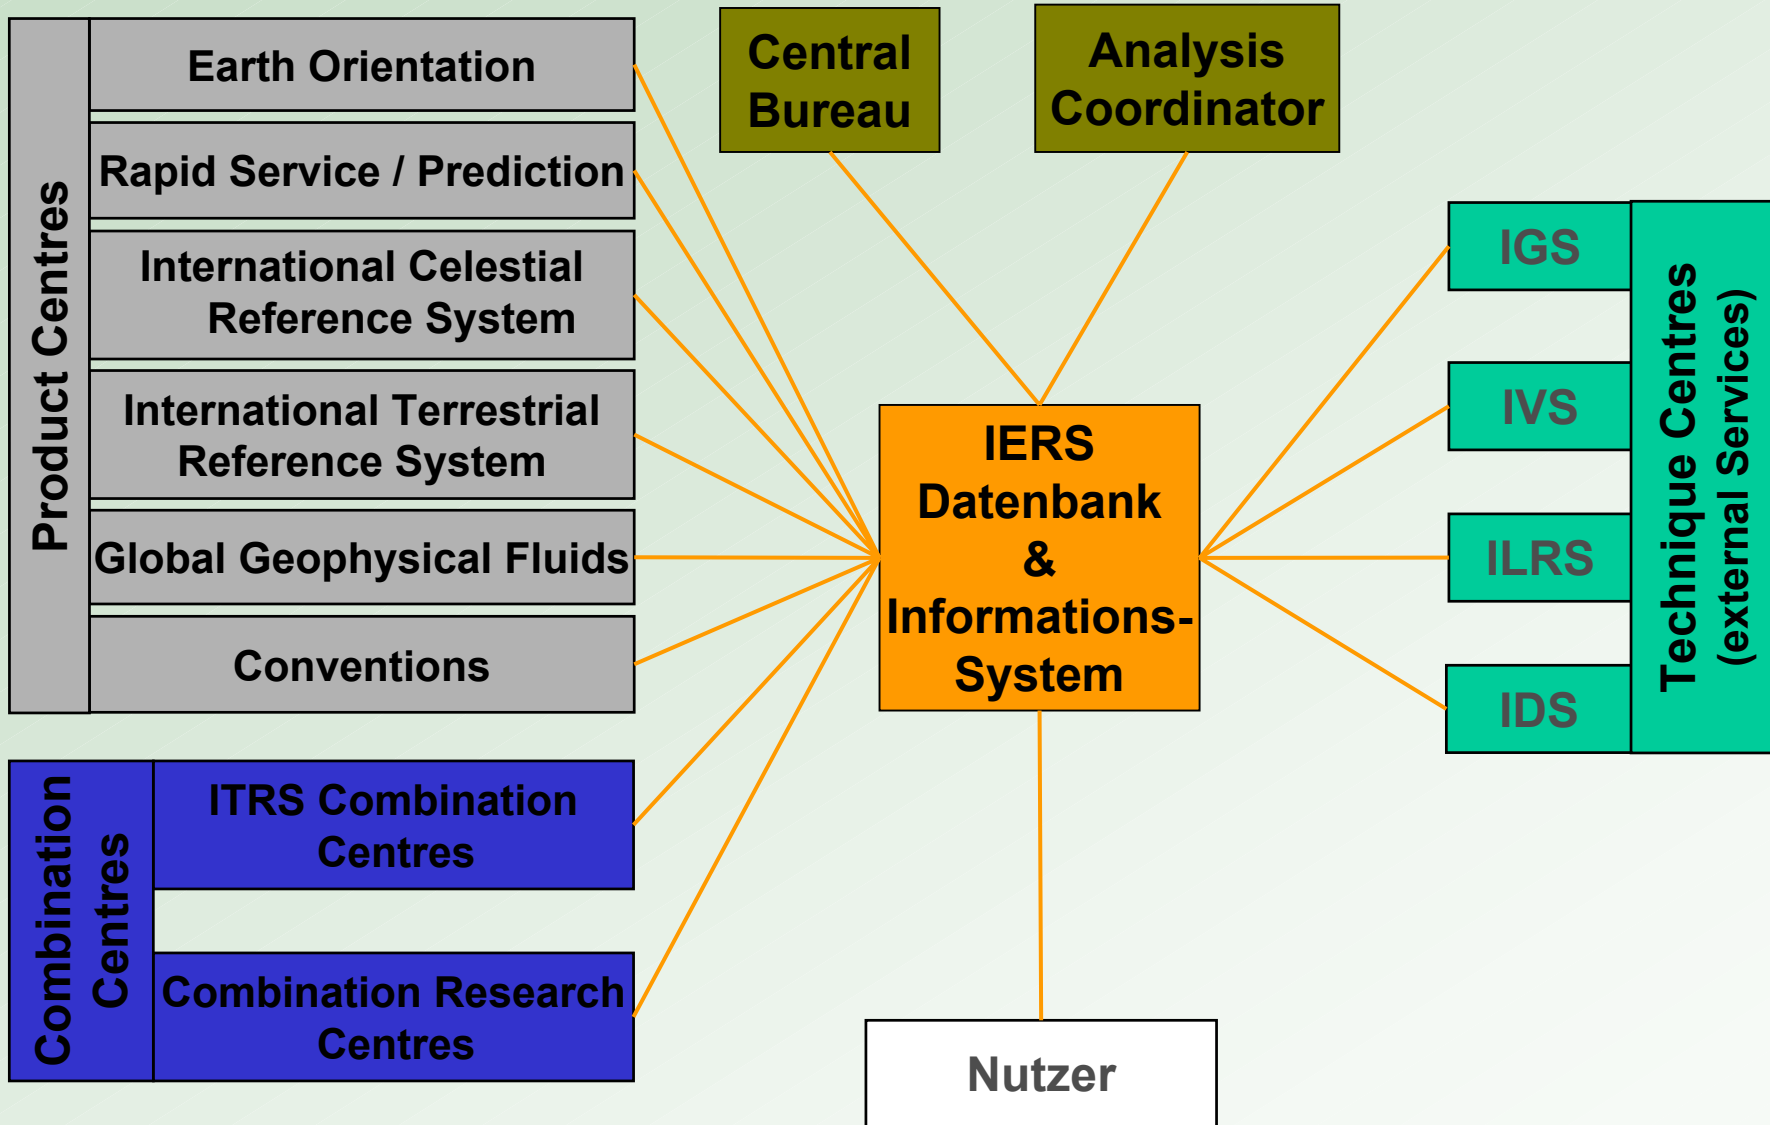 Product Centres
Earth Orientation
Rapid Service / Prediction
International Celestial
Reference System
International Terrestrial
Reference System
Global Geophysical Fluids
Conventions
Combination
Centres
ITRS Combination
Centres
Combination Research
Centres
Central
Bureau
Analysis
Coordinator
IERS
Datenbank
&
Informations-
System
Nutzer
IGS
IVS
ILRS
IDS
Technique Centres
(external Services)